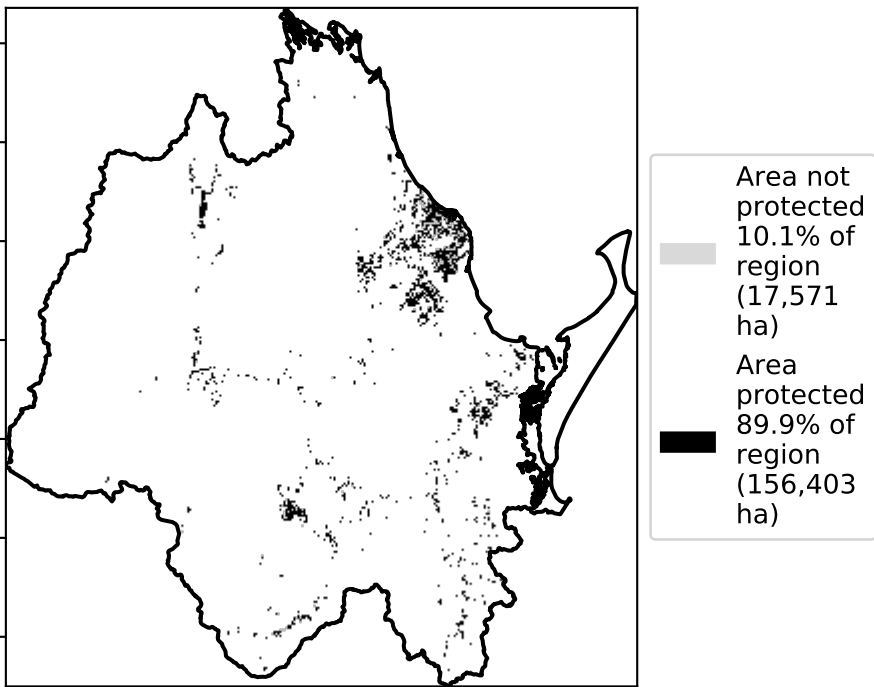 Area not
protected
10.1% of
region
(17,571
ha)
Area
protected
89.9% of
region
(156,403
ha)